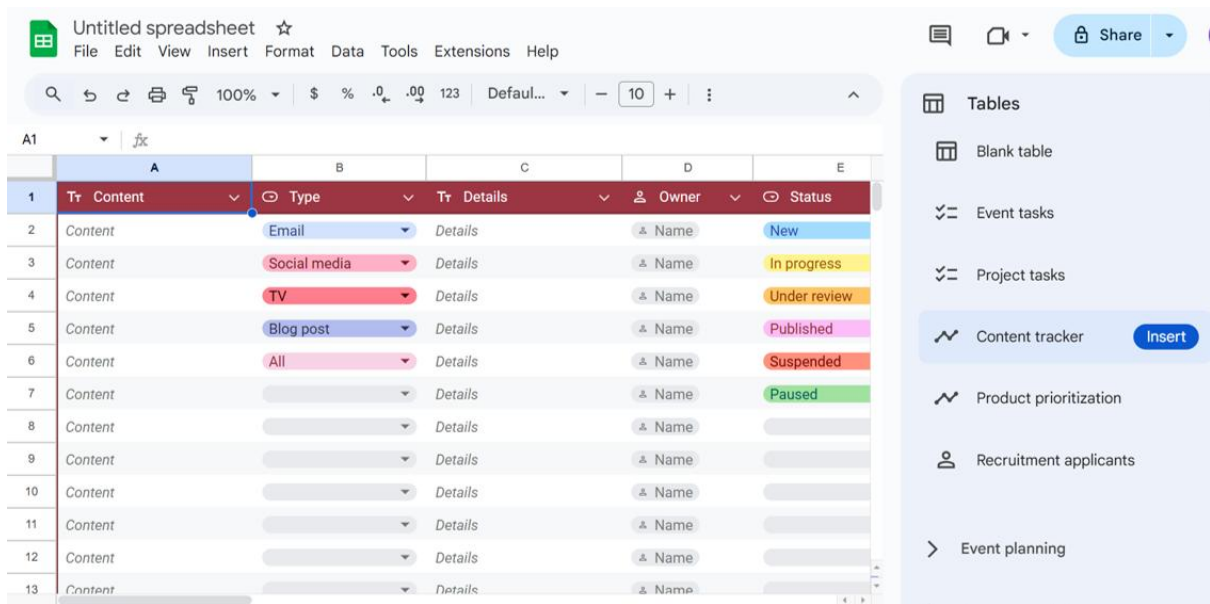 Untitled spreadsheet
File Edit View Insert Format Data Tools Extensions Help
Share
100% $ % .0 .00 123 Defaul... − 10 +
A1 fx
A B C D E
1 Tт Content Type Tт Details Owner Status
2 Content Email Details Name New
3 Content Social media Details Name In progress
4 Content TV Details Name Under review
5 Content Blog post Details Name Published
6 Content All Details Name Suspended
7 Content Details Name Paused
8 Content Details Name
9 Content Details Name
10 Content Details Name
11 Content Details Name
12 Content Details Name
13 Content Details Name
Tables
Blank table
Event tasks
Project tasks
Content tracker Insert
Product prioritization
Recruitment applicants
Event planning